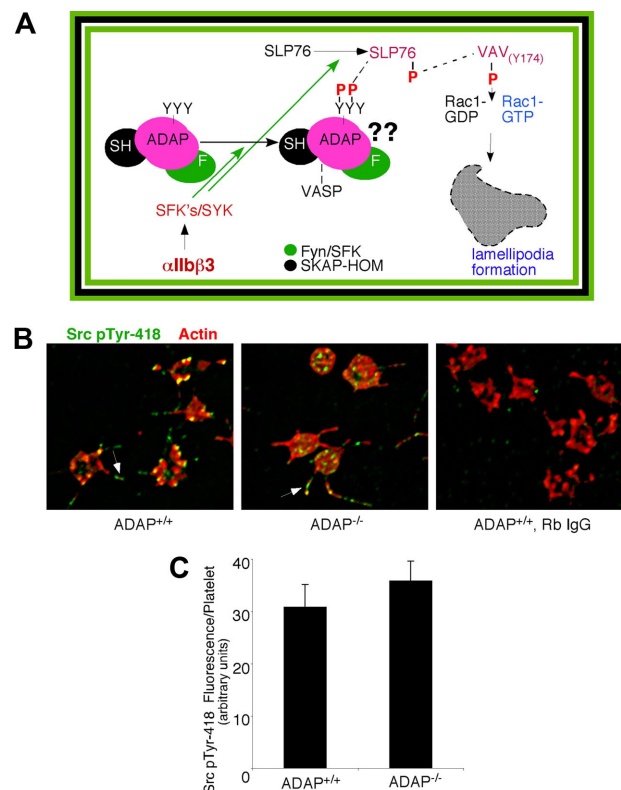 A
SLP76
SLP76
VAV(Y174)
P P
P
P
YYY
YYY
Rac1-
GDP
Rac1-
GTP
SH
ADAP
F
SH
ADAP
??
F
VASP
SFK's/SYK
αIIbβ3
Fyn/SFK
SKAP-HOM
lamellipodia
formation
B
Src pTyr-418 Actin
ADAP+/+
ADAP-/-
ADAP+/+, Rb IgG
C
Src pTyr-418 Fluorescence/Platelet
(arbitrary units)
40
30
20
10
0
ADAP+/+
ADAP-/-